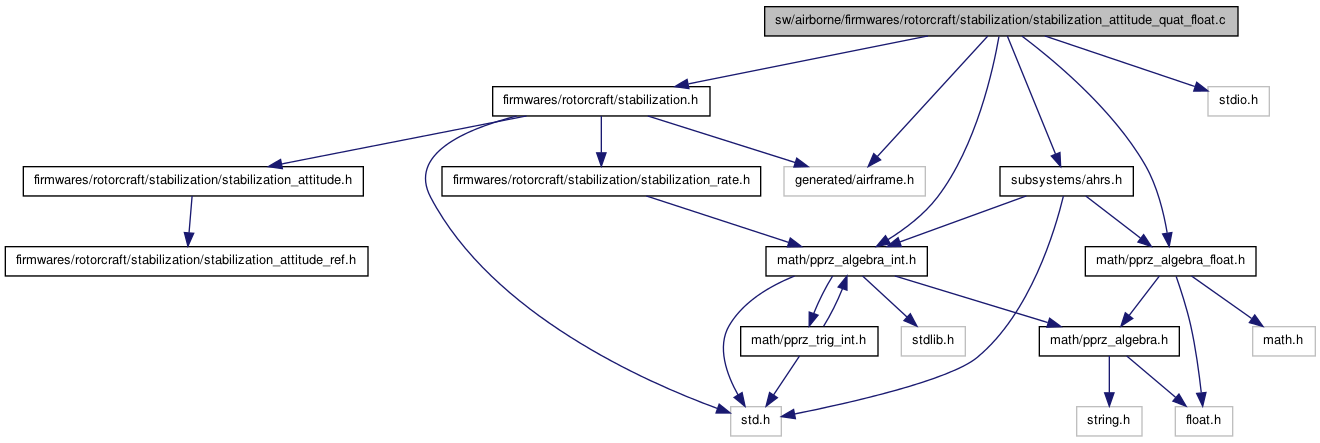 sw/airborne/firmwares/rotorcraft/stabilization/stabilization_attitude_quat_float.c
firmwares/rotorcraft/stabilization.h
stdio.h
firmwares/rotorcraft/stabilization/stabilization_attitude.h
firmwares/rotorcraft/stabilization/stabilization_rate.h
generated/airframe.h
subsystems/ahrs.h
firmwares/rotorcraft/stabilization/stabilization_attitude_ref.h
math/pprz_algebra_int.h
math/pprz_algebra_float.h
math/pprz_trig_int.h
stdlib.h
math/pprz_algebra.h
math.h
std.h
string.h
float.h